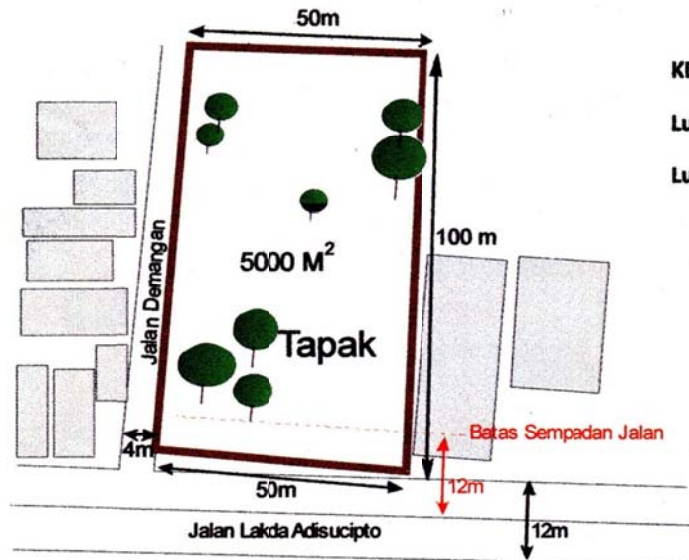 50m
100 m
Jalan Demangan
5000 M²
Tapak
Batas Sempadan Jalan
4m
50m
12m
Jalan Lakda Adisucipto
12m